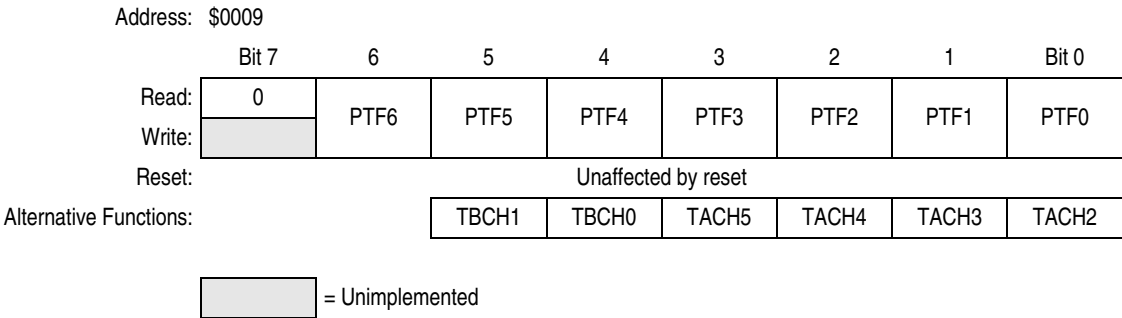 Address: $0009
Bit 7 6 5 4 3 2 1 Bit 0
Read: 0 PTF6 PTF5 PTF4 PTF3 PTF2 PTF1 PTF0
Write:
Reset: Unaffected by reset
Alternative Functions: TBCH1 TBCH0 TACH5 TACH4 TACH3 TACH2
= Unimplemented